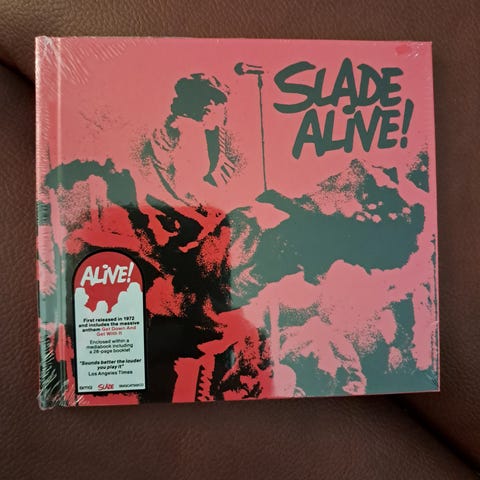 SLADE
ALiVE!
ALiVE!
First released in 1972
and includes the massive
anthem Get Down And
Get With It
Enclosed within a
mediabook including
a 28-page booklet
"Sounds better the louder
you play it"
Los Angeles Times
SLADE